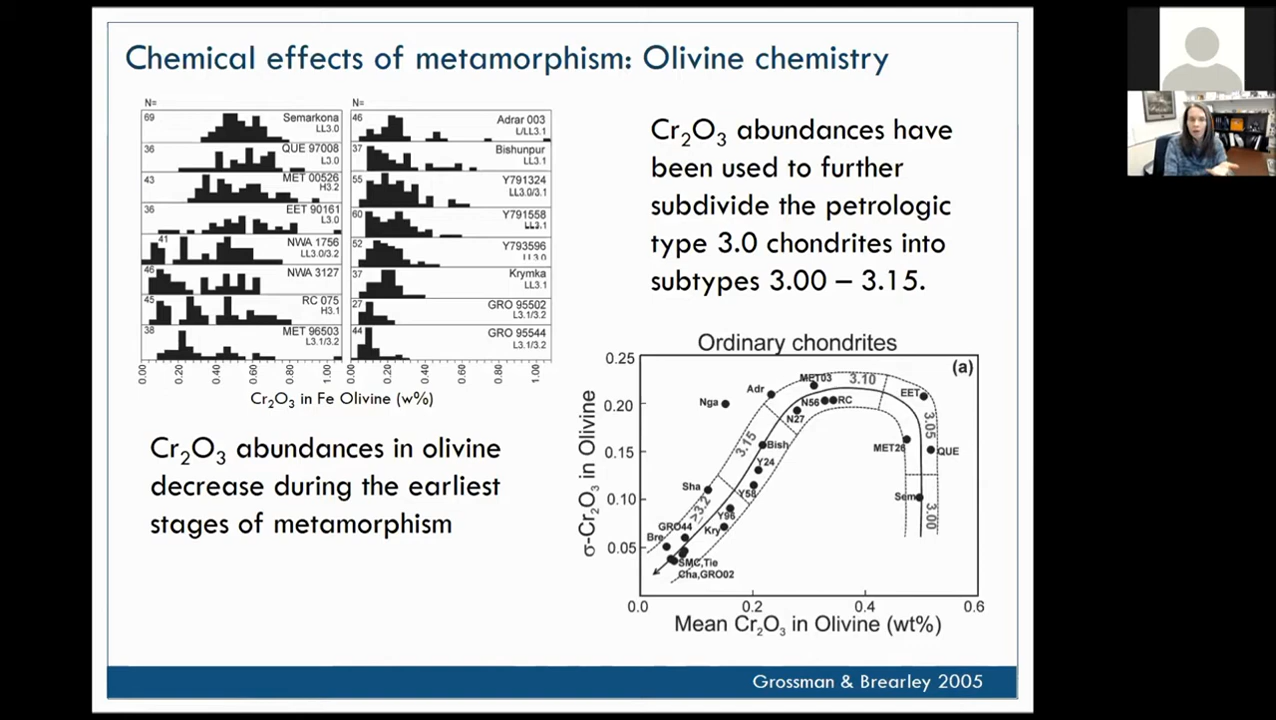 Chemical effects of metamorphism: Olivine chemistry
N=
69
Semarkona
LL3.0
36
QUE 97008
L3.0
43
MET 00526
H3.2
36
EET 90161
L3.0
41
NWA 1756
LL3.0/3.2
46
NWA 3127
45
RC 075
H3.1
38
MET 96503
L3.1/3.2
0.00 0.20 0.40 0.60 0.80 1.00
N=
46
Adrar 003
L/LL3.1
37
Bishunpur
LL3.1
55
Y791324
LL3.0/3.1
60
Y791558
LL3.1
52
Y793596
LL3.0
37
Krymka
LL3.1
27
GRO 95502
L3.1/3.2
44
GRO 95544
L3.1/3.2
0.00 0.20 0.40 0.60 0.80 1.00
Cr₂O₃ in Fe Olivine (w%)
Cr₂O₃ abundances in olivine
decrease during the earliest
stages of metamorphism
Cr₂O₃ abundances have
been used to further
subdivide the petrologic
type 3.0 chondrites into
subtypes 3.00 – 3.15.
Ordinary chondrites
(a)
0.25
0.20
0.15
0.10
0.05
σ-Cr₂O₃ in Olivine
MET03
3.10
Adr
EET
Nga
N56
RC
N27
3.05
3.15
Bish
MET26
QUE
Y24
Sha
Y58
Sem
>3.2
Y96
3.00
GRO44
Kry
Bre
SMC,Tie
Cha,GRO02
0.0 0.2 0.4 0.6
Mean Cr₂O₃ in Olivine (wt%)
Grossman & Brearley 2005